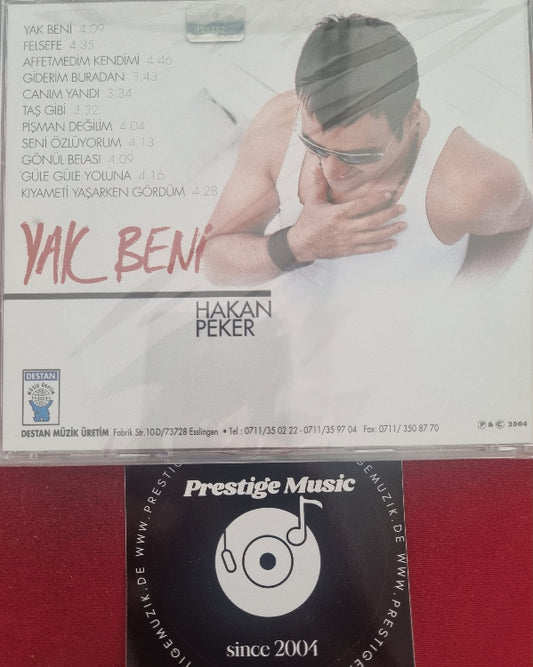 YAK BENİ 4.09
FELSEFE 4.35
AFFETMEDİM KENDİMİ 4.46
GİDERİM BURADAN 3.43
CANIM YANDI 3.34
TAŞ GİBİ 3.32
PİŞMAN DEĞİLİM 4.04
SENİ ÖZLÜYORUM 4.13
GÖNÜL BELASI 4.09
GÜLE GÜLE YOLUNA 4.16
KIYAMETİ YAŞARKEN GÖRDÜM 4.28
YAK BENİ
HAKAN
PEKER
DESTAN
MÜZİK ÜRETİM
DESTAN MÜZİK ÜRETİM Fabrik Str.10-D/73728 Esslingen • Tel : 0711/35 02 22 - 0711/35 97 04 Fax: 0711/ 350 87 70
℗ & © 2004
Prestige Music
WWW.PRESTIGEMUZIK.DE
since 2004